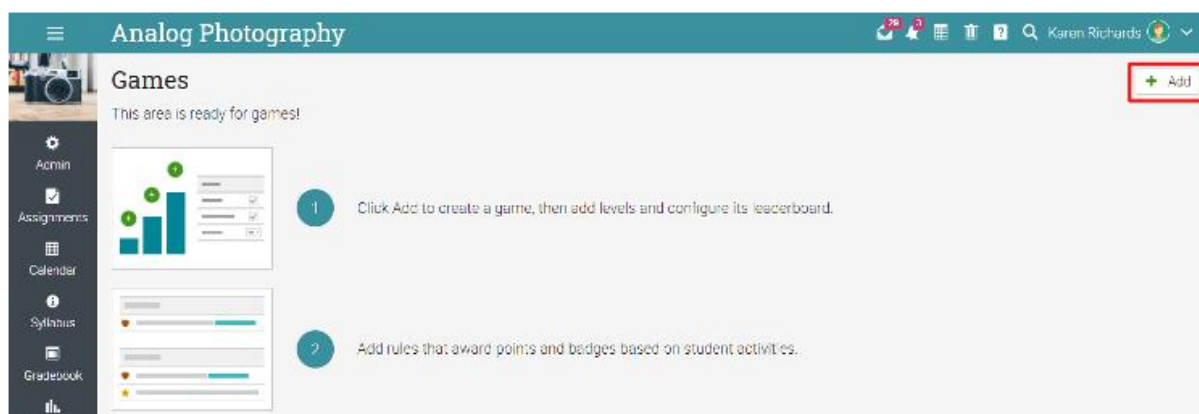 Analog Photography
29
3
Karen Richards
Games
+ Add
This area is ready for games!
Admin
Assignments
1
Click Add to create a game, then add levels and configure its leaderboard.
Calendar
Syllabus
2
Add rules that award points and badges based on student activities.
Gradebook